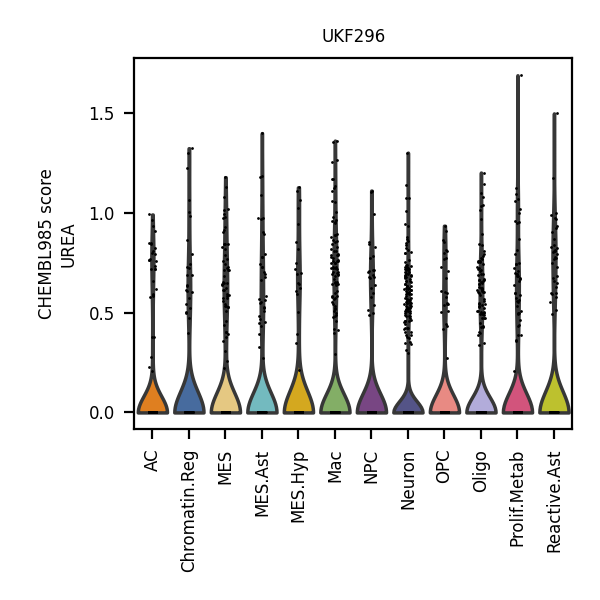 UKF296
CHEMBL985 score
UREA
1.5
1.0
0.5
0.0
AC
Chromatin.Reg
MES
MES.Ast
MES.Hyp
Mac
NPC
Neuron
OPC
Oligo
Prolif.Metab
Reactive.Ast